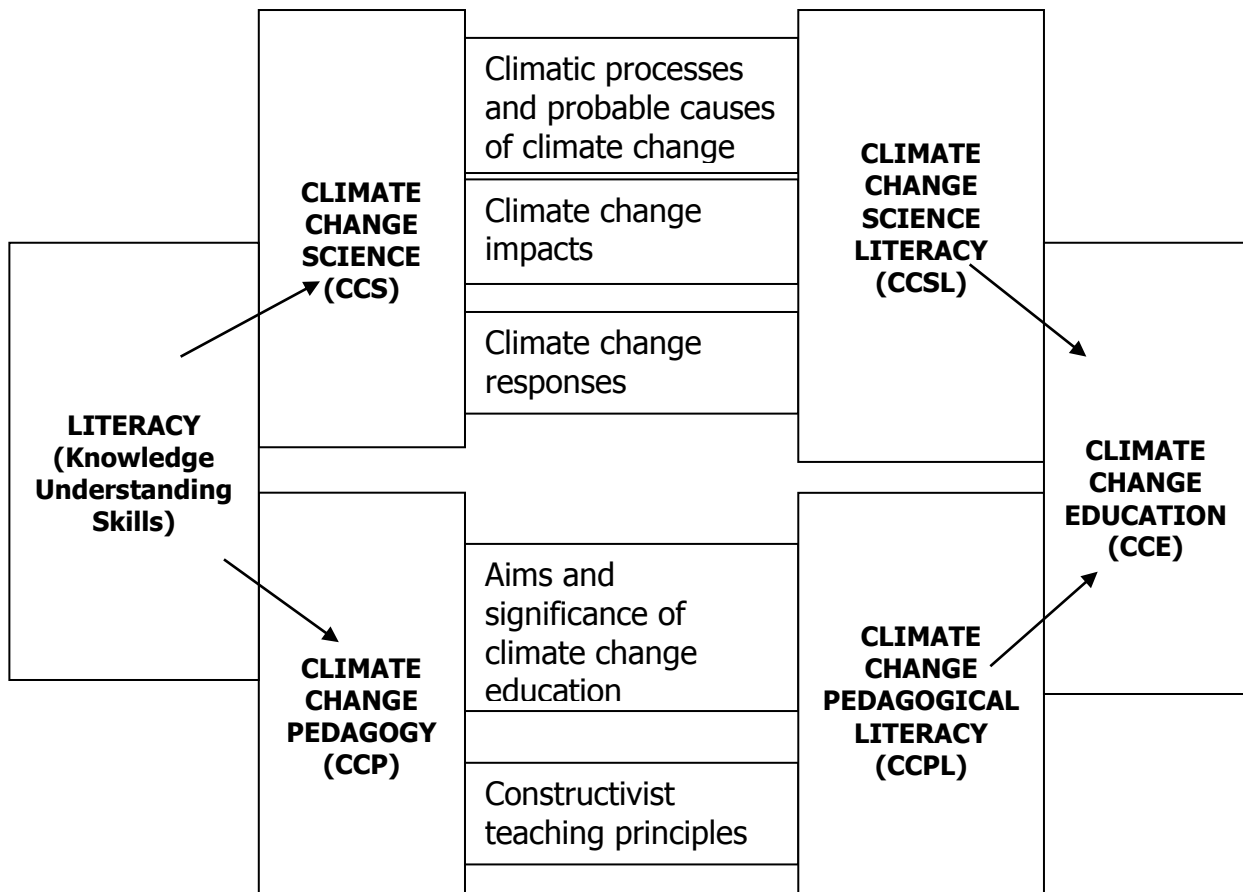 LITERACY
(Knowledge
Understanding
Skills)
CLIMATE
CHANGE
SCIENCE
(CCS)
Climatic processes
and probable causes
of climate change
Climate change
impacts
Climate change
responses
CLIMATE
CHANGE
SCIENCE
LITERACY
(CCSL)
CLIMATE
CHANGE
PEDAGOGY
(CCP)
Aims and
significance of
climate change
education
Constructivist
teaching principles
CLIMATE
CHANGE
PEDAGOGICAL
LITERACY
(CCPL)
CLIMATE
CHANGE
EDUCATION
(CCE)